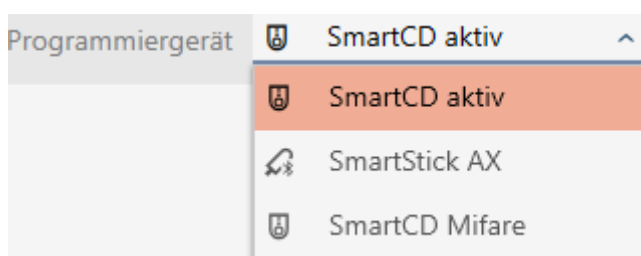 Programmiergerät SmartCD aktiv
SmartCD aktiv
SmartStick AX
SmartCD Mifare